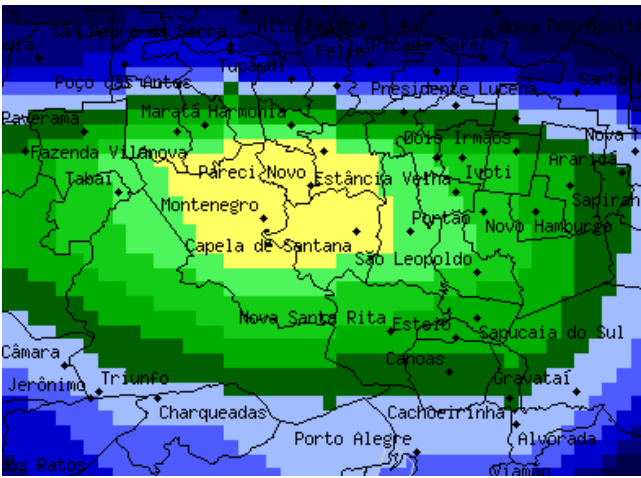 Alto Feliz
Nova Petrópolis
São Pedro da Serra
Feliz
Picada Café
Tupandi
Poço das Antas
Presidente Lucena
Santa
Maratá
Harmonia
Paverama
Dois Irmãos
Nova
Fazenda Vilanova
Araricá
Pareci Novo
Estância Velha
Ivoti
Tabaí
Sapiran
Montenegro
Portão
Novo Hamburgo
Capela de Santana
São Leopoldo
Nova Santa Rita
Esteio
Sapucaia do Sul
Câmara
Canoas
Triunfo
Gravataí
Jerônimo
Charqueadas
Cachoeirinha
Porto Alegre
Alvorada
dos Ratos
Viamão